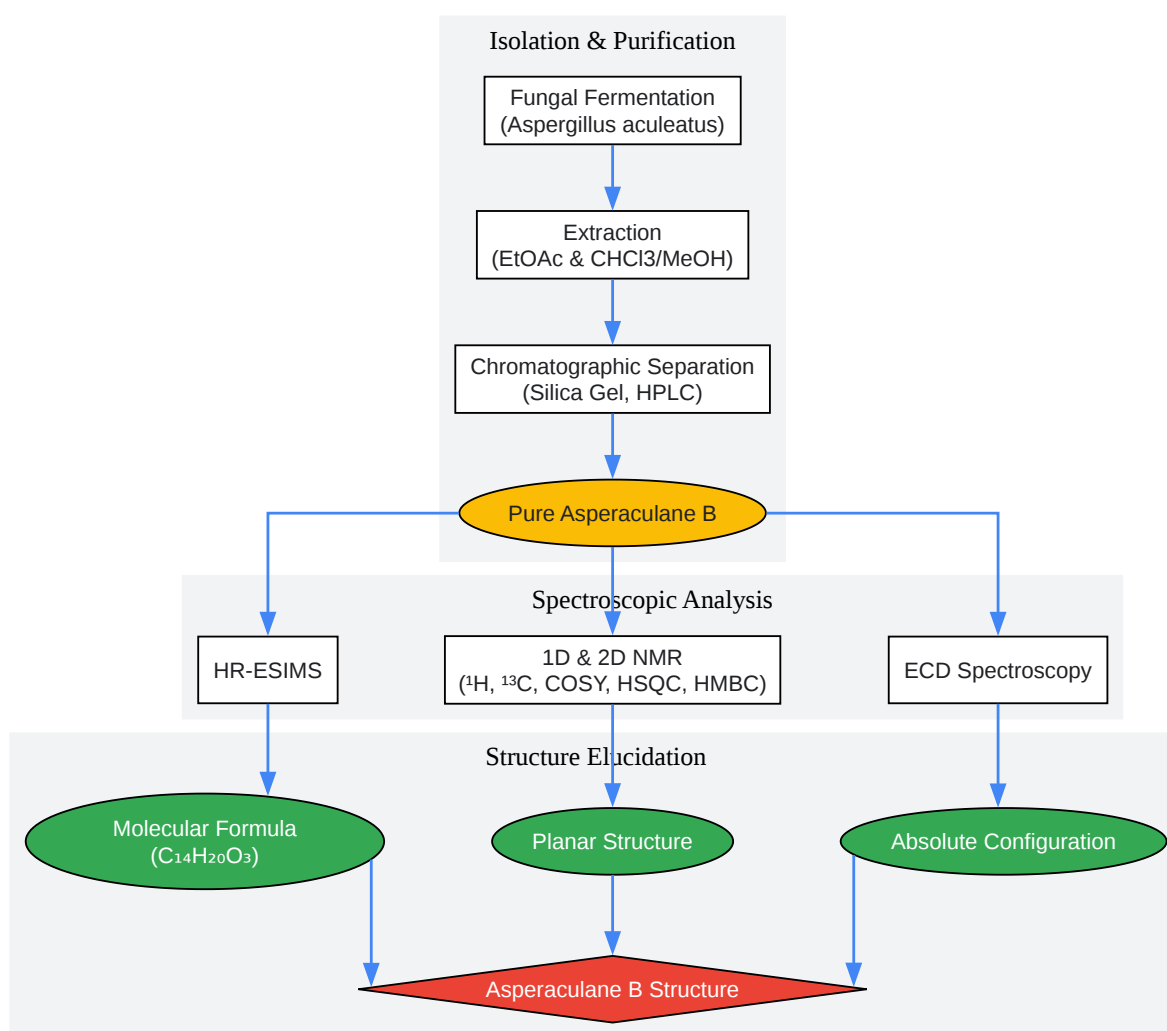 Isolation & Purification
Fungal Fermentation
(Aspergillus aculeatus)
Extraction
(EtOAc & CHCl3/MeOH)
Chromatographic Separation
(Silica Gel, HPLC)
Pure Asperaculane B
Spectroscopic Analysis
HR-ESIMS
1D & 2D NMR
(¹H, ¹³C, COSY, HSQC, HMBC)
ECD Spectroscopy
Structure Elucidation
Molecular Formula
(C₁₄H₂₀O₃)
Planar Structure
Absolute Configuration
Asperaculane B Structure